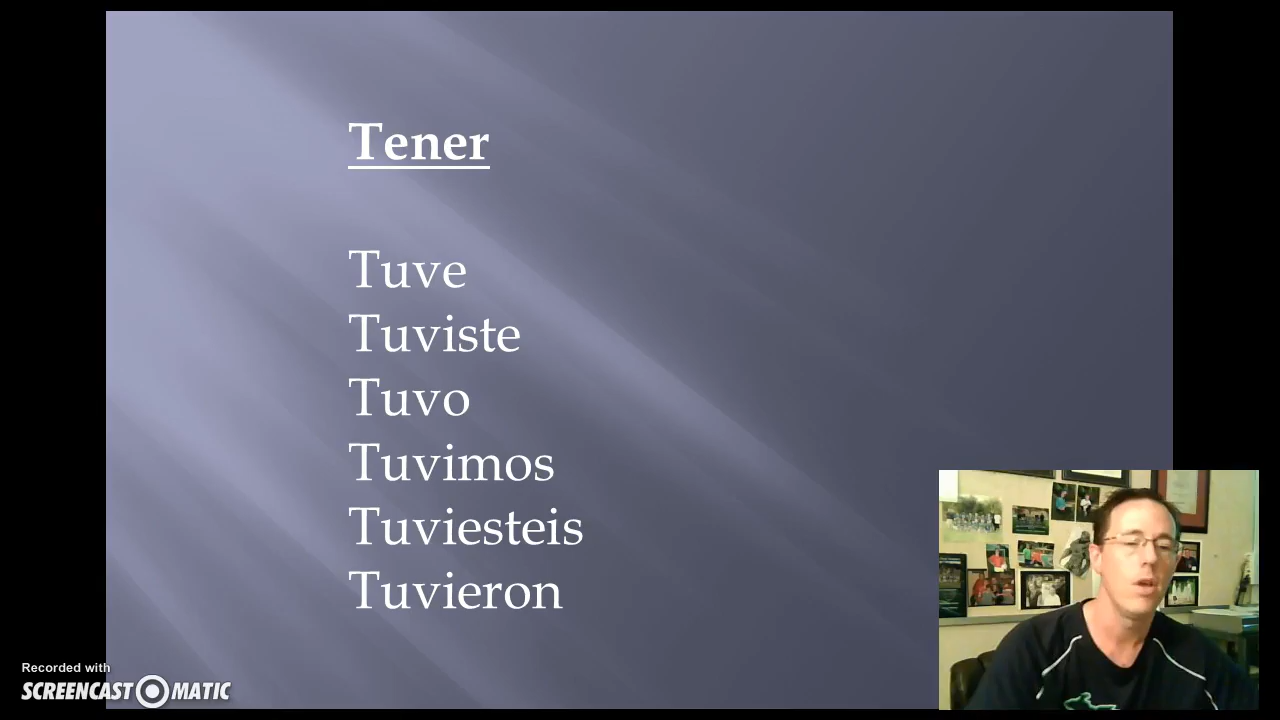 Tener
Tuve
Tuviste
Tuvo
Tuvimos
Tuviesteis
Tuvieron
Recorded with
SCREENCAST MATIC